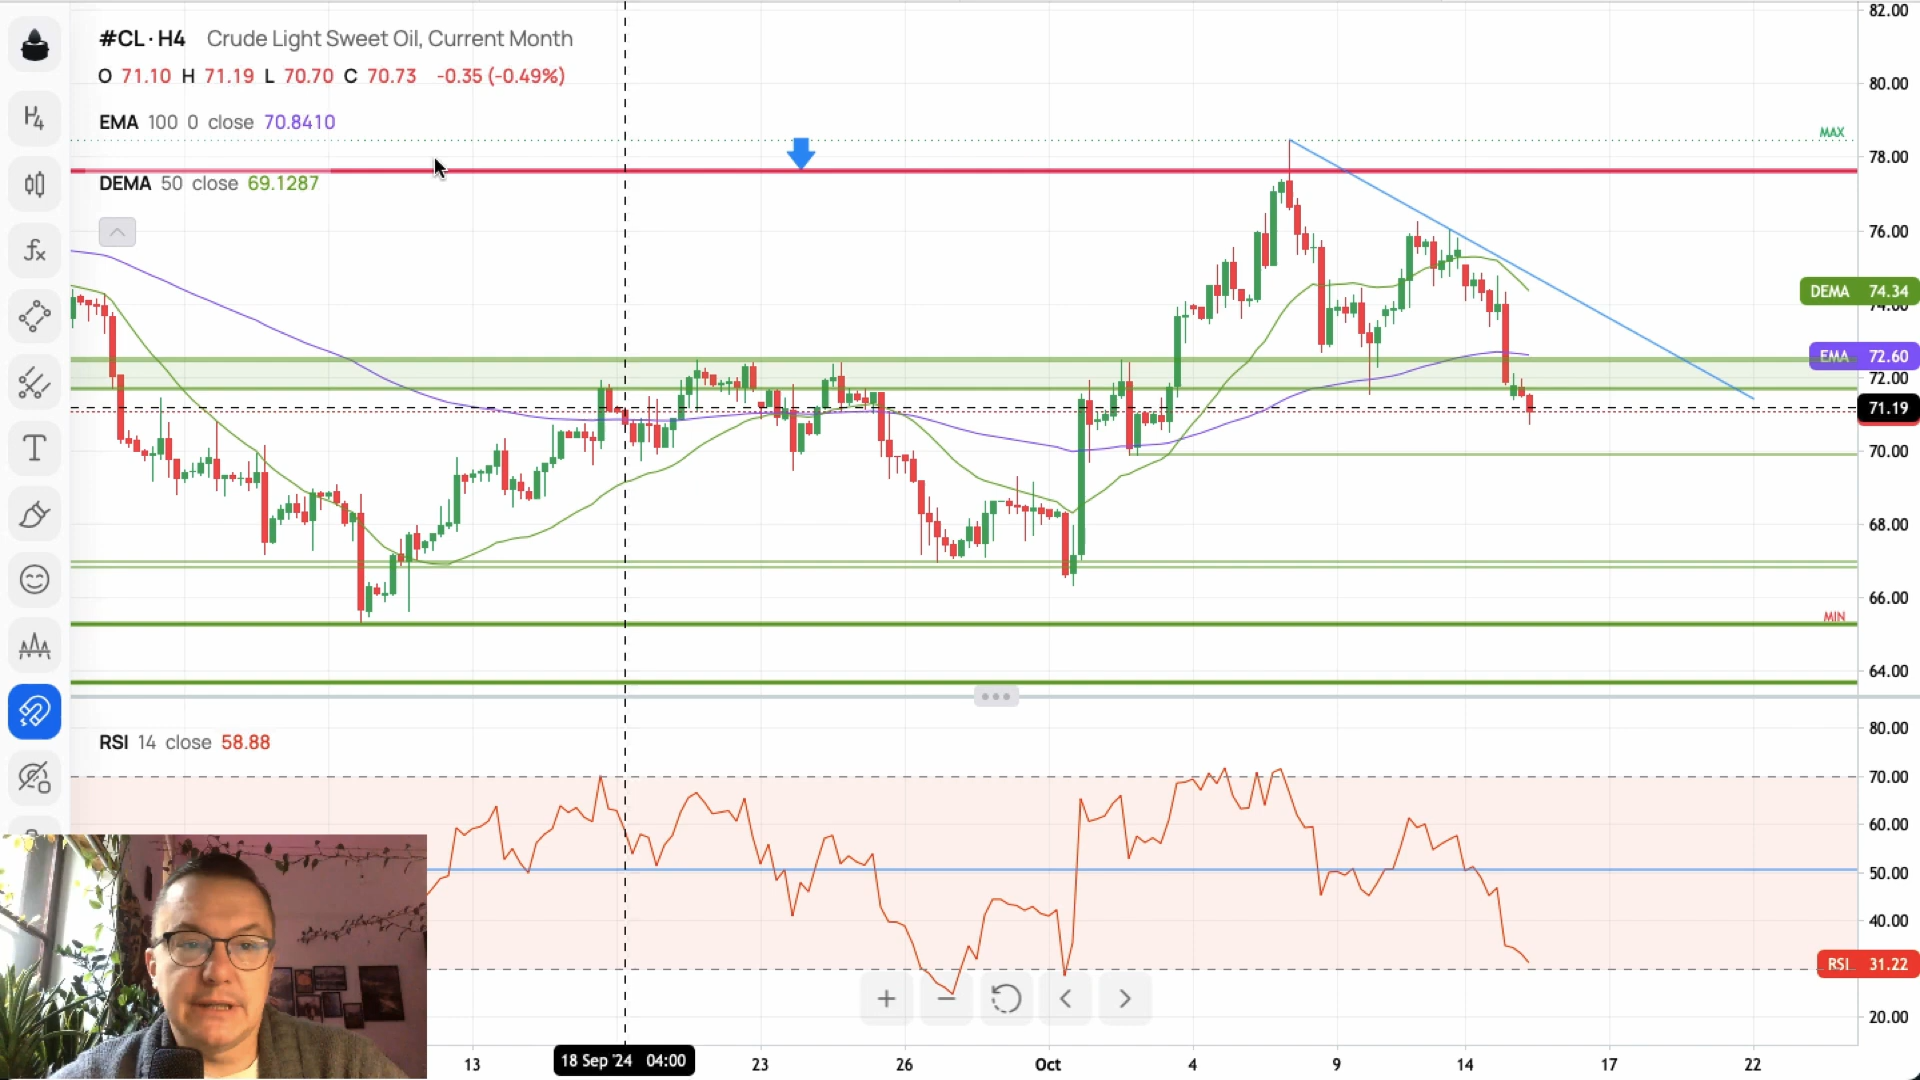 #CL · H4 Crude Light Sweet Oil, Current Month
O 71.10 H 71.19 L 70.70 C 70.73 -0.35 (-0.49%)
EMA 100 0 close 70.8410
DEMA 50 close 69.1287
H4
fx
T
MAX
MIN
82.00
80.00
78.00
76.00
DEMA 74.34
EMA 72.60
72.00
71.19
70.00
68.00
66.00
64.00
RSI 14 close 58.88
80.00
70.00
60.00
50.00
40.00
RSI 31.22
20.00
13
18 Sep '24 04:00
23
26
Oct
4
9
14
17
22